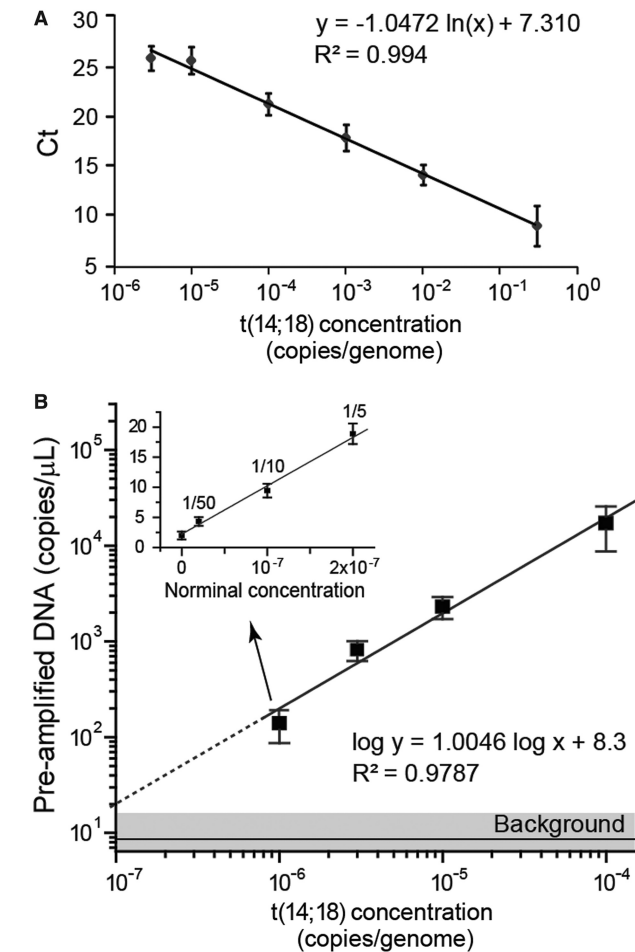 A
y = -1.0472 ln(x) + 7.310
R² = 0.994
30
25
20
15
10
5
Ct
10⁻⁶ 10⁻⁵ 10⁻⁴ 10⁻³ 10⁻² 10⁻¹ 10⁰
t(14;18) concentration
(copies/genome)
B
Pre-amplified DNA (copies/μL)
10⁵
10⁴
10³
10²
10¹
20
15
10
5
0
1/50
1/10
1/5
0 10⁻⁷ 2x10⁻⁷
Norminal concentration
log y = 1.0046 log x + 8.3
R² = 0.9787
Background
10⁻⁷ 10⁻⁶ 10⁻⁵ 10⁻⁴
t(14;18) concentration
(copies/genome)